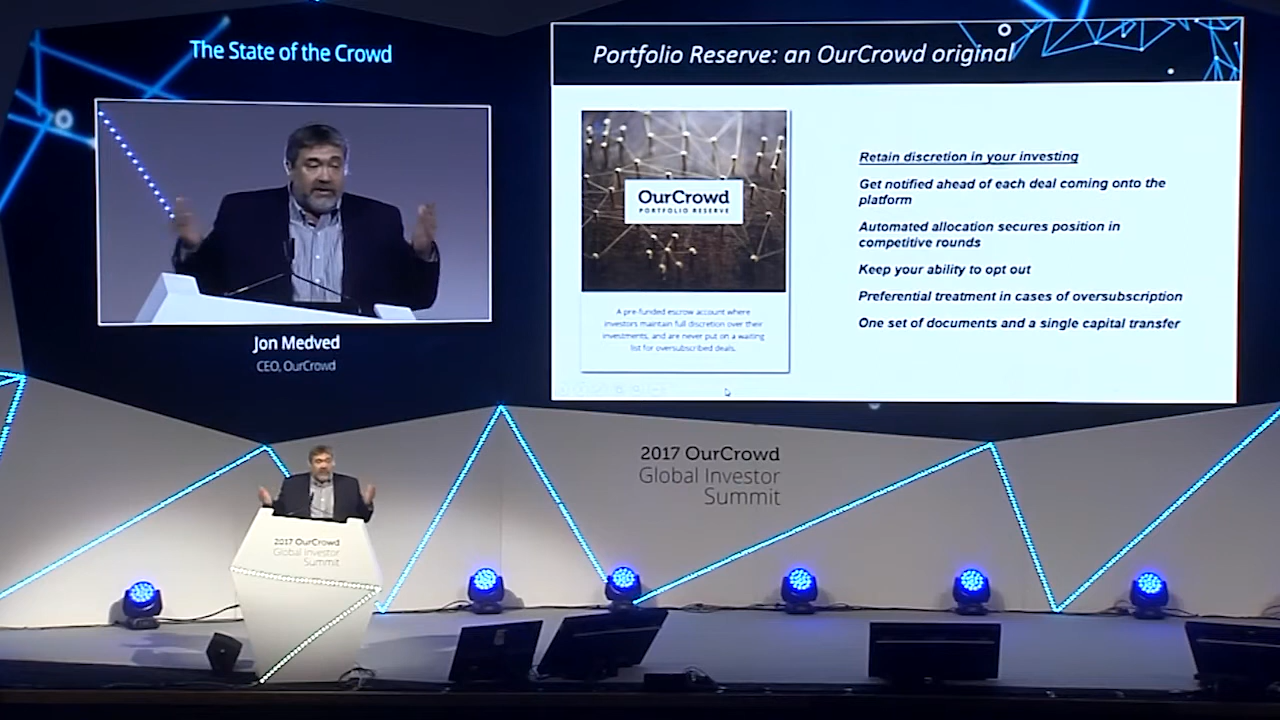 The State of the Crowd
Jon Medved
CEO, OurCrowd
Portfolio Reserve: an OurCrowd original
OurCrowd
PORTFOLIO RESERVE
A pre-funded escrow account where
investors maintain full discretion over their
investments, and are never put on a waiting
list for oversubscribed deals.
Retain discretion in your investing
Get notified ahead of each deal coming onto the
platform
Automated allocation secures position in
competitive rounds
Keep your ability to opt out
Preferential treatment in cases of oversubscription
One set of documents and a single capital transfer
2017 OurCrowd
Global Investor
Summit
2017 OurCrowd
Global Investor
Summit